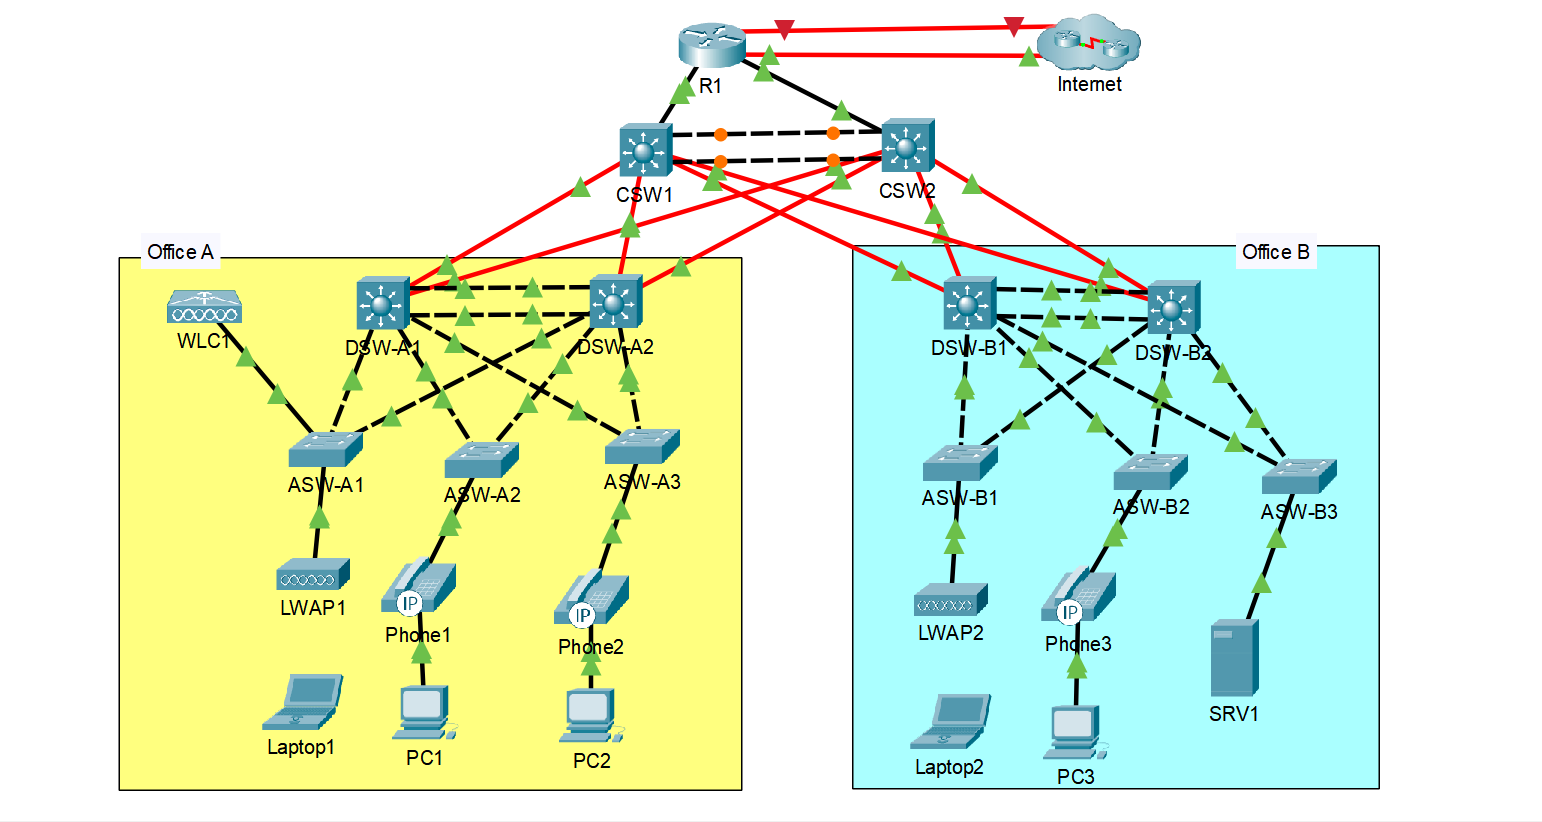 R1
Internet
CSW1
CSW2
Office A
Office B
WLC1
DSW-A1
DSW-A2
DSW-B1
DSW-B2
ASW-A1
ASW-A2
ASW-A3
ASW-B1
ASW-B2
ASW-B3
LWAP1
IP
Phone1
IP
Phone2
LWAP2
IP
Phone3
SRV1
Laptop1
PC1
PC2
Laptop2
PC3